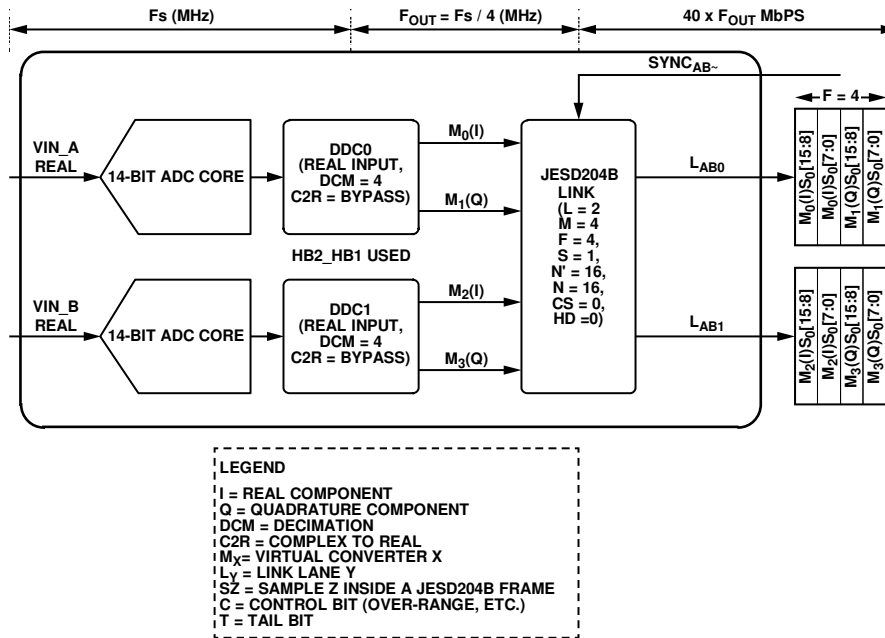 Fs (MHz)
FOUT = Fs / 4 (MHz)
40 x FOUT MbPS
SYNCAB~
F = 4
VIN_A
REAL
14-BIT ADC CORE
DDC0
(REAL INPUT,
DCM = 4
C2R = BYPASS)
M0(I)
M1(Q)
HB2_HB1 USED
VIN_B
REAL
14-BIT ADC CORE
DDC1
(REAL INPUT,
DCM = 4
C2R = BYPASS)
M2(I)
M3(Q)
JESD204B
LINK
(L = 2
M = 4
F = 4,
S = 1,
N' = 16,
N = 16,
CS = 0,
HD =0)
LAB0
LAB1
M0(I)S0[15:8]
M0(I)S0[7:0]
M1(Q)S0[15:8]
M1(Q)S0[7:0]
M2(I)S0[15:8]
M2(I)S0[7:0]
M3(Q)S0[15:8]
M3(Q)S0[7:0]
LEGEND
I = REAL COMPONENT
Q = QUADRATURE COMPONENT
DCM = DECIMATION
C2R = COMPLEX TO REAL
MX= VIRTUAL CONVERTER X
LY = LINK LANE Y
SZ = SAMPLE Z INSIDE A JESD204B FRAME
C = CONTROL BIT (OVER-RANGE, ETC.)
T = TAIL BIT